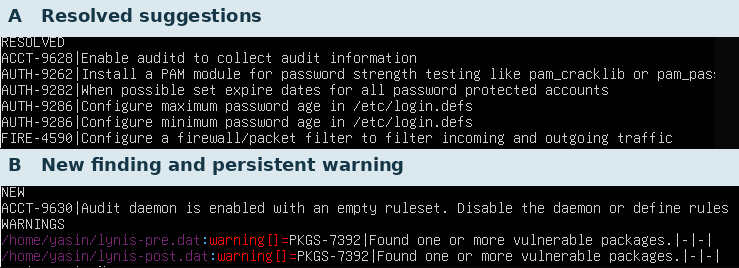 A Resolved suggestions
RESOLVED
ACCT-9628|Enable auditd to collect audit information
AUTH-9262|Install a PAM module for password strength testing like pam_cracklib or pam_pas
AUTH-9282|When possible set expire dates for all password protected accounts
AUTH-9286|Configure maximum password age in /etc/login.defs
AUTH-9286|Configure minimum password age in /etc/login.defs
FIRE-4590|Configure a firewall/packet filter to filter incoming and outgoing traffic
B New finding and persistent warning
NEW
ACCT-9630|Audit daemon is enabled with an empty ruleset. Disable the daemon or define rules
WARNINGS
/home/yasin/lynis-pre.dat:warning[]=PKGS-7392|Found one or more vulnerable packages.|-|-|
/home/yasin/lynis-post.dat:warning[]=PKGS-7392|Found one or more vulnerable packages.|-|-|